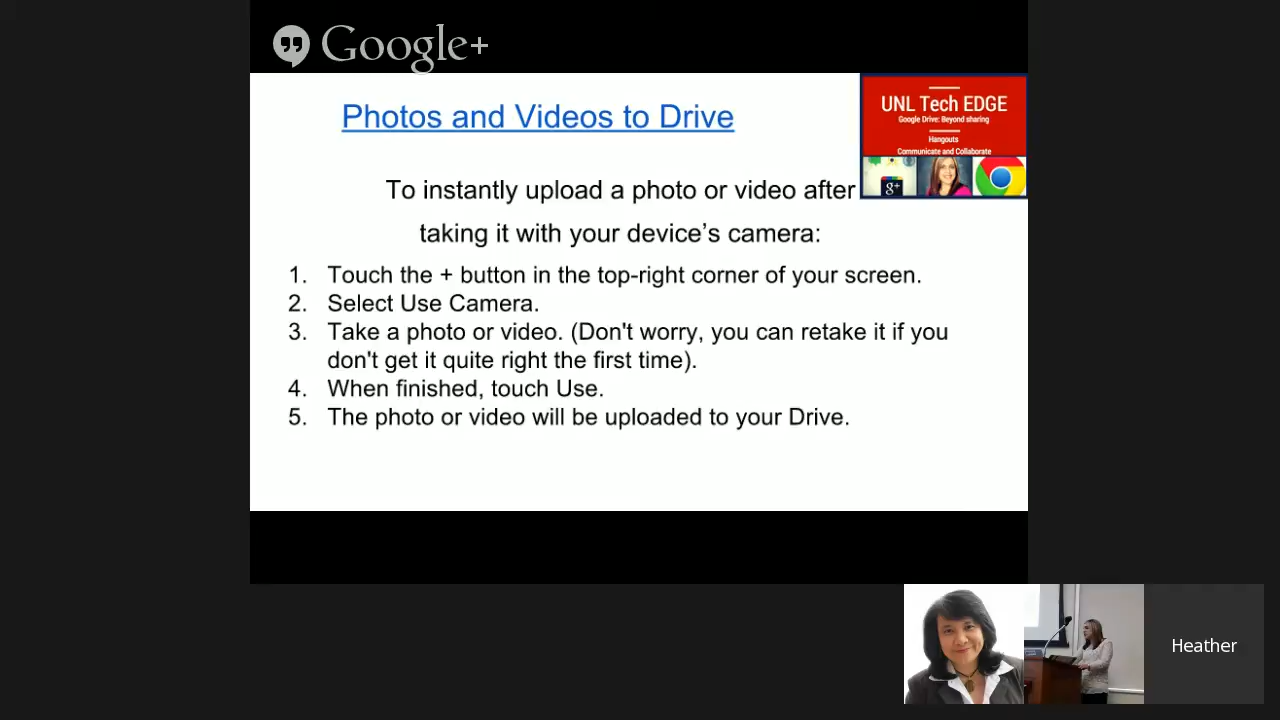 Google+
Photos and Videos to Drive
UNL Tech EDGE
Google Drive: Beyond sharing
Hangouts
Communicate and Collaborate
g+
To instantly upload a photo or video after
taking it with your device’s camera:
1. Touch the + button in the top-right corner of your screen.
2. Select Use Camera.
3. Take a photo or video. (Don't worry, you can retake it if you
don't get it quite right the first time).
4. When finished, touch Use.
5. The photo or video will be uploaded to your Drive.
Heather